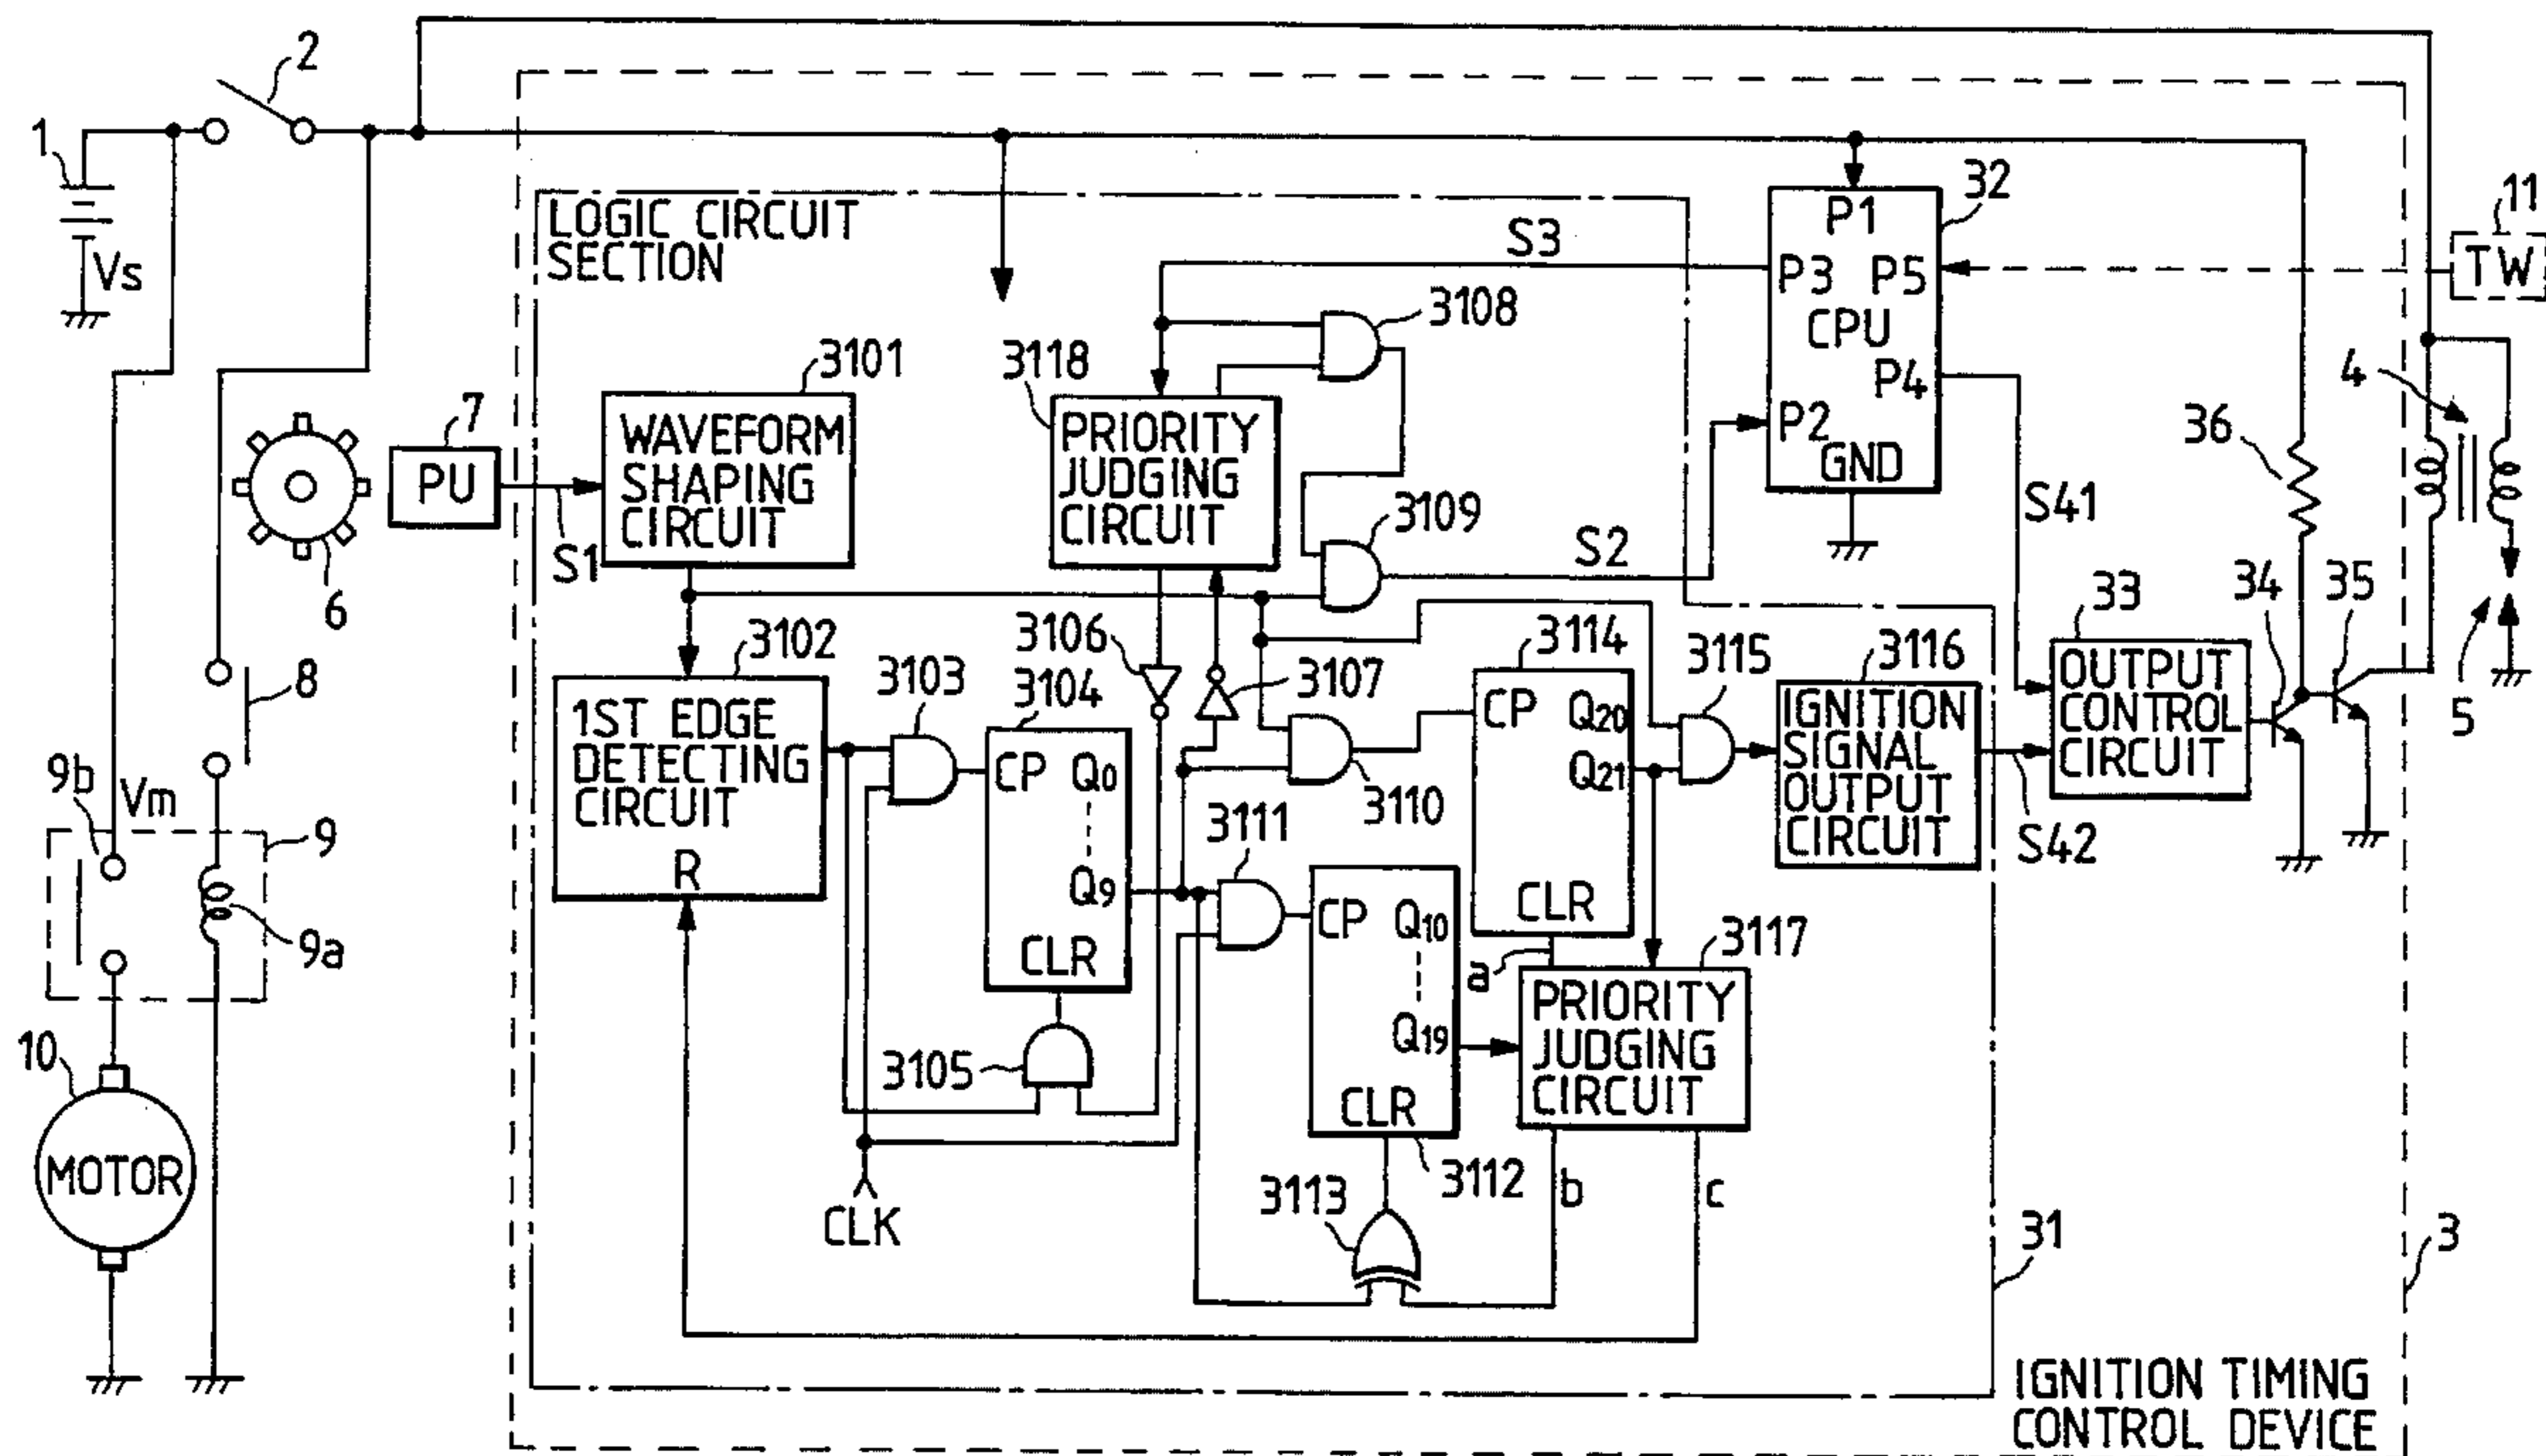 2
1
Vs
LOGIC CIRCUIT
SECTION
S3
32
P1
P3 P5
CPU
P4
P2
GND
11
TW
3108
3118
3101
7
PU
S1
WAVEFORM
SHAPING
CIRCUIT
PRIORITY
JUDGING
CIRCUIT
3109
S2
S41
36
4
6
8
3102
1ST EDGE
DETECTING
CIRCUIT
R
3103
3104
CP Q0
Q9
CLR
3106
3107
3110
3111
3114
CP Q20
Q21
CLR
3115
3116
IGNITION
SIGNAL
OUTPUT
CIRCUIT
33
OUTPUT
CONTROL
CIRCUIT
34
35
5
S42
9b
Vm
9
9a
10
MOTOR
3105
CLK
CP Q10
Q19
CLR
3112
3113
a
3117
PRIORITY
JUDGING
CIRCUIT
b
c
31
3
IGNITION TIMING
CONTROL DEVICE